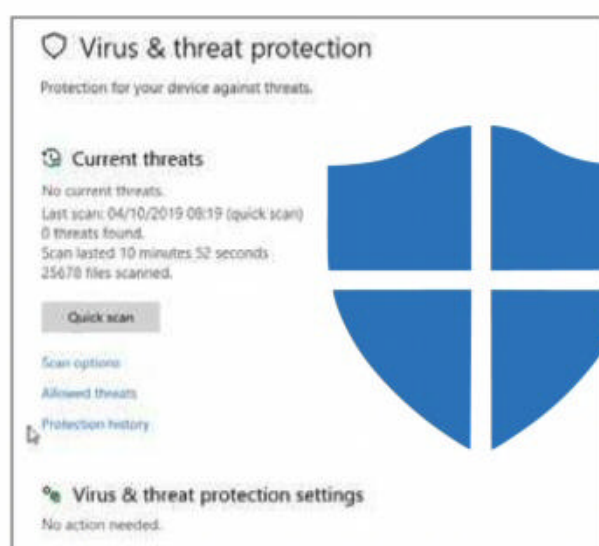 Virus & threat protection
Protection for your device against threats.
Current threats
No current threats.
Last scan: 04/10/2019 08:19 (quick scan)
0 threats found.
Scan lasted 10 minutes 52 seconds
25678 files scanned.
Quick scan
Scan options
Allowed threats
Protection history
Virus & threat protection settings
No action needed.